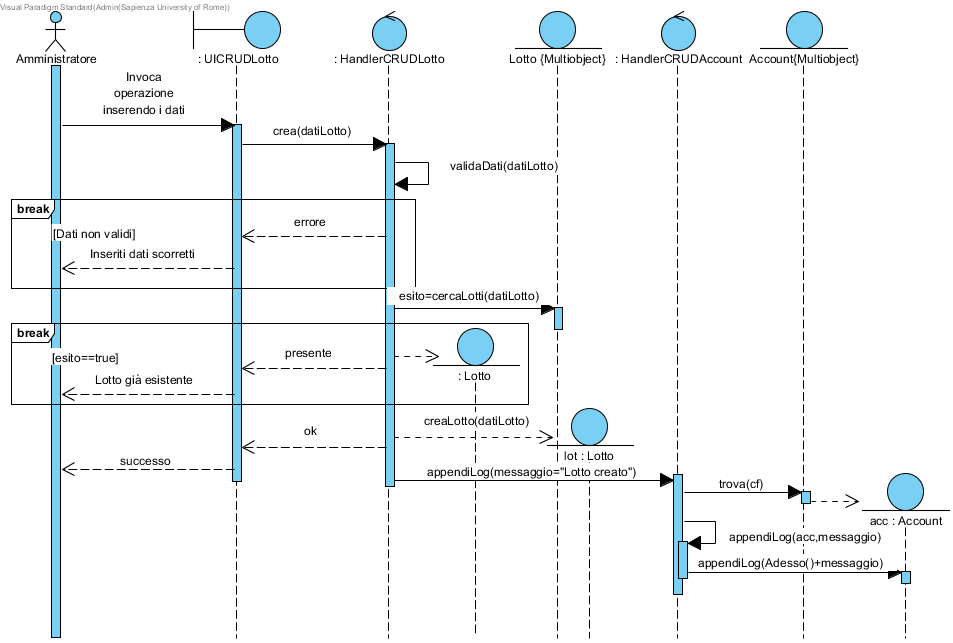 Visual Paradigm Standard(Admin(Sapienza University of Rome))
Amministratore
: UICRUDLotto
: HandlerCRUDLotto
Lotto {Multiobject}
: HandlerCRUDAccount
Account{Multiobject}
Invoca
operazione
inserendo i dati
crea(datiLotto)
validaDati(datiLotto)
break
errore
[Dati non validi]
Inseriti dati scorretti
esito=cercaLotti(datiLotto)
break
presente
[esito==true]
: Lotto
Lotto già esistente
creaLotto(datiLotto)
ok
lot : Lotto
successo
appendiLog(messaggio="Lotto creato")
trova(cf)
acc : Account
appendiLog(acc,messaggio)
appendiLog(Adesso()+messaggio)